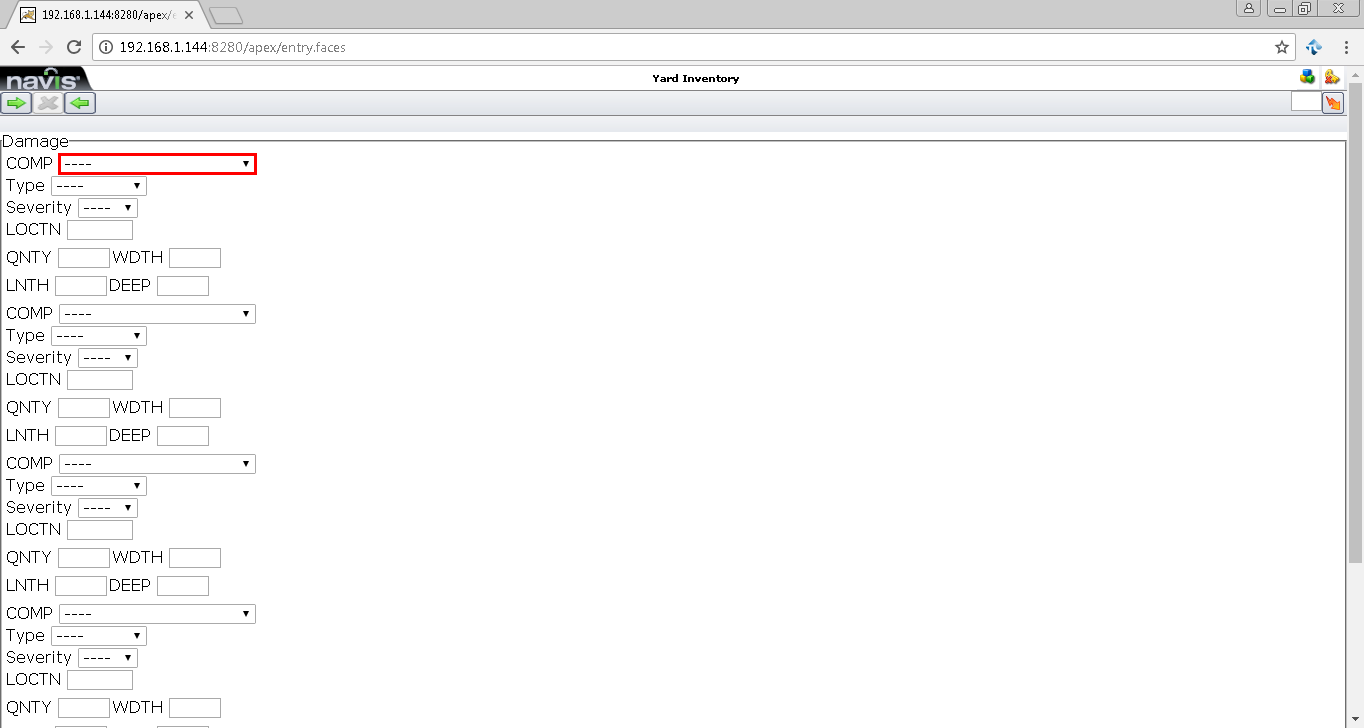 192.168.1.144:8280/apex/e
192.168.1.144:8280/apex/entry.faces
navis
Yard Inventory
Damage
COMP ----
Type ----
Severity ----
LOCTN
QNTY WDTH
LNTH DEEP
COMP ----
Type ----
Severity ----
LOCTN
QNTY WDTH
LNTH DEEP
COMP ----
Type ----
Severity ----
LOCTN
QNTY WDTH
LNTH DEEP
COMP ----
Type ----
Severity ----
LOCTN
QNTY WDTH